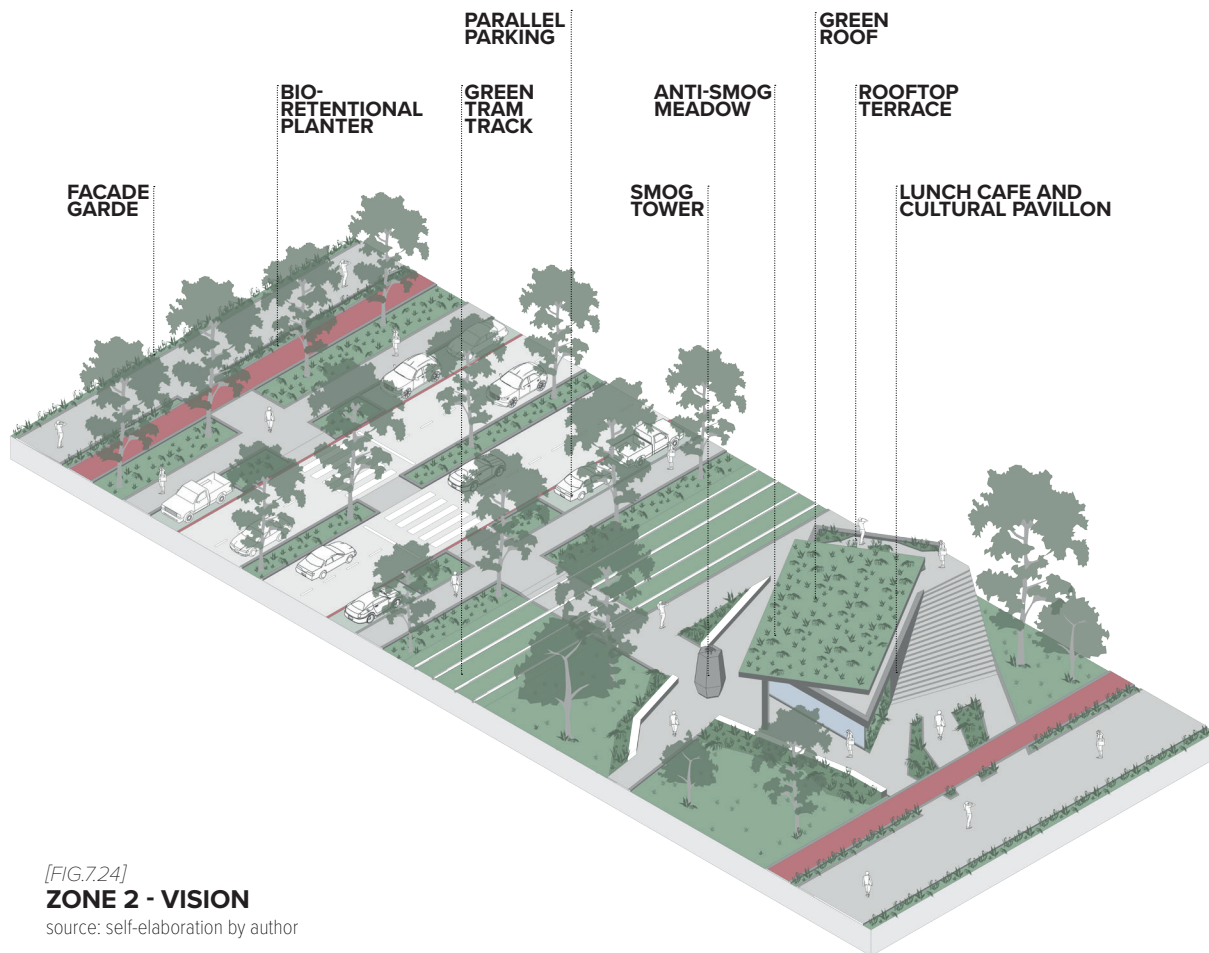 PARALLEL
PARKING
GREEN
ROOF
BIO-
RETENTIONAL
PLANTER
GREEN
TRAM
TRACK
ANTI-SMOG
MEADOW
ROOFTOP
TERRACE
FACADE
GARDE
SMOG
TOWER
LUNCH CAFE AND
CULTURAL PAVILLON
[FIG.7.24]
ZONE 2 - VISION
source: self-elaboration by author